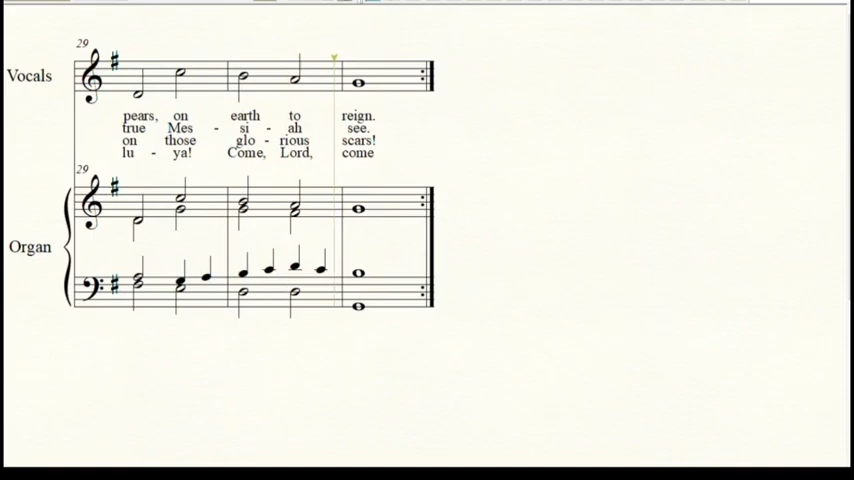 29
Vocals
pears, on earth to reign.
true Mes - si - ah see.
on those glo - rious scars!
lu - ya! Come, Lord, come
29
Organ